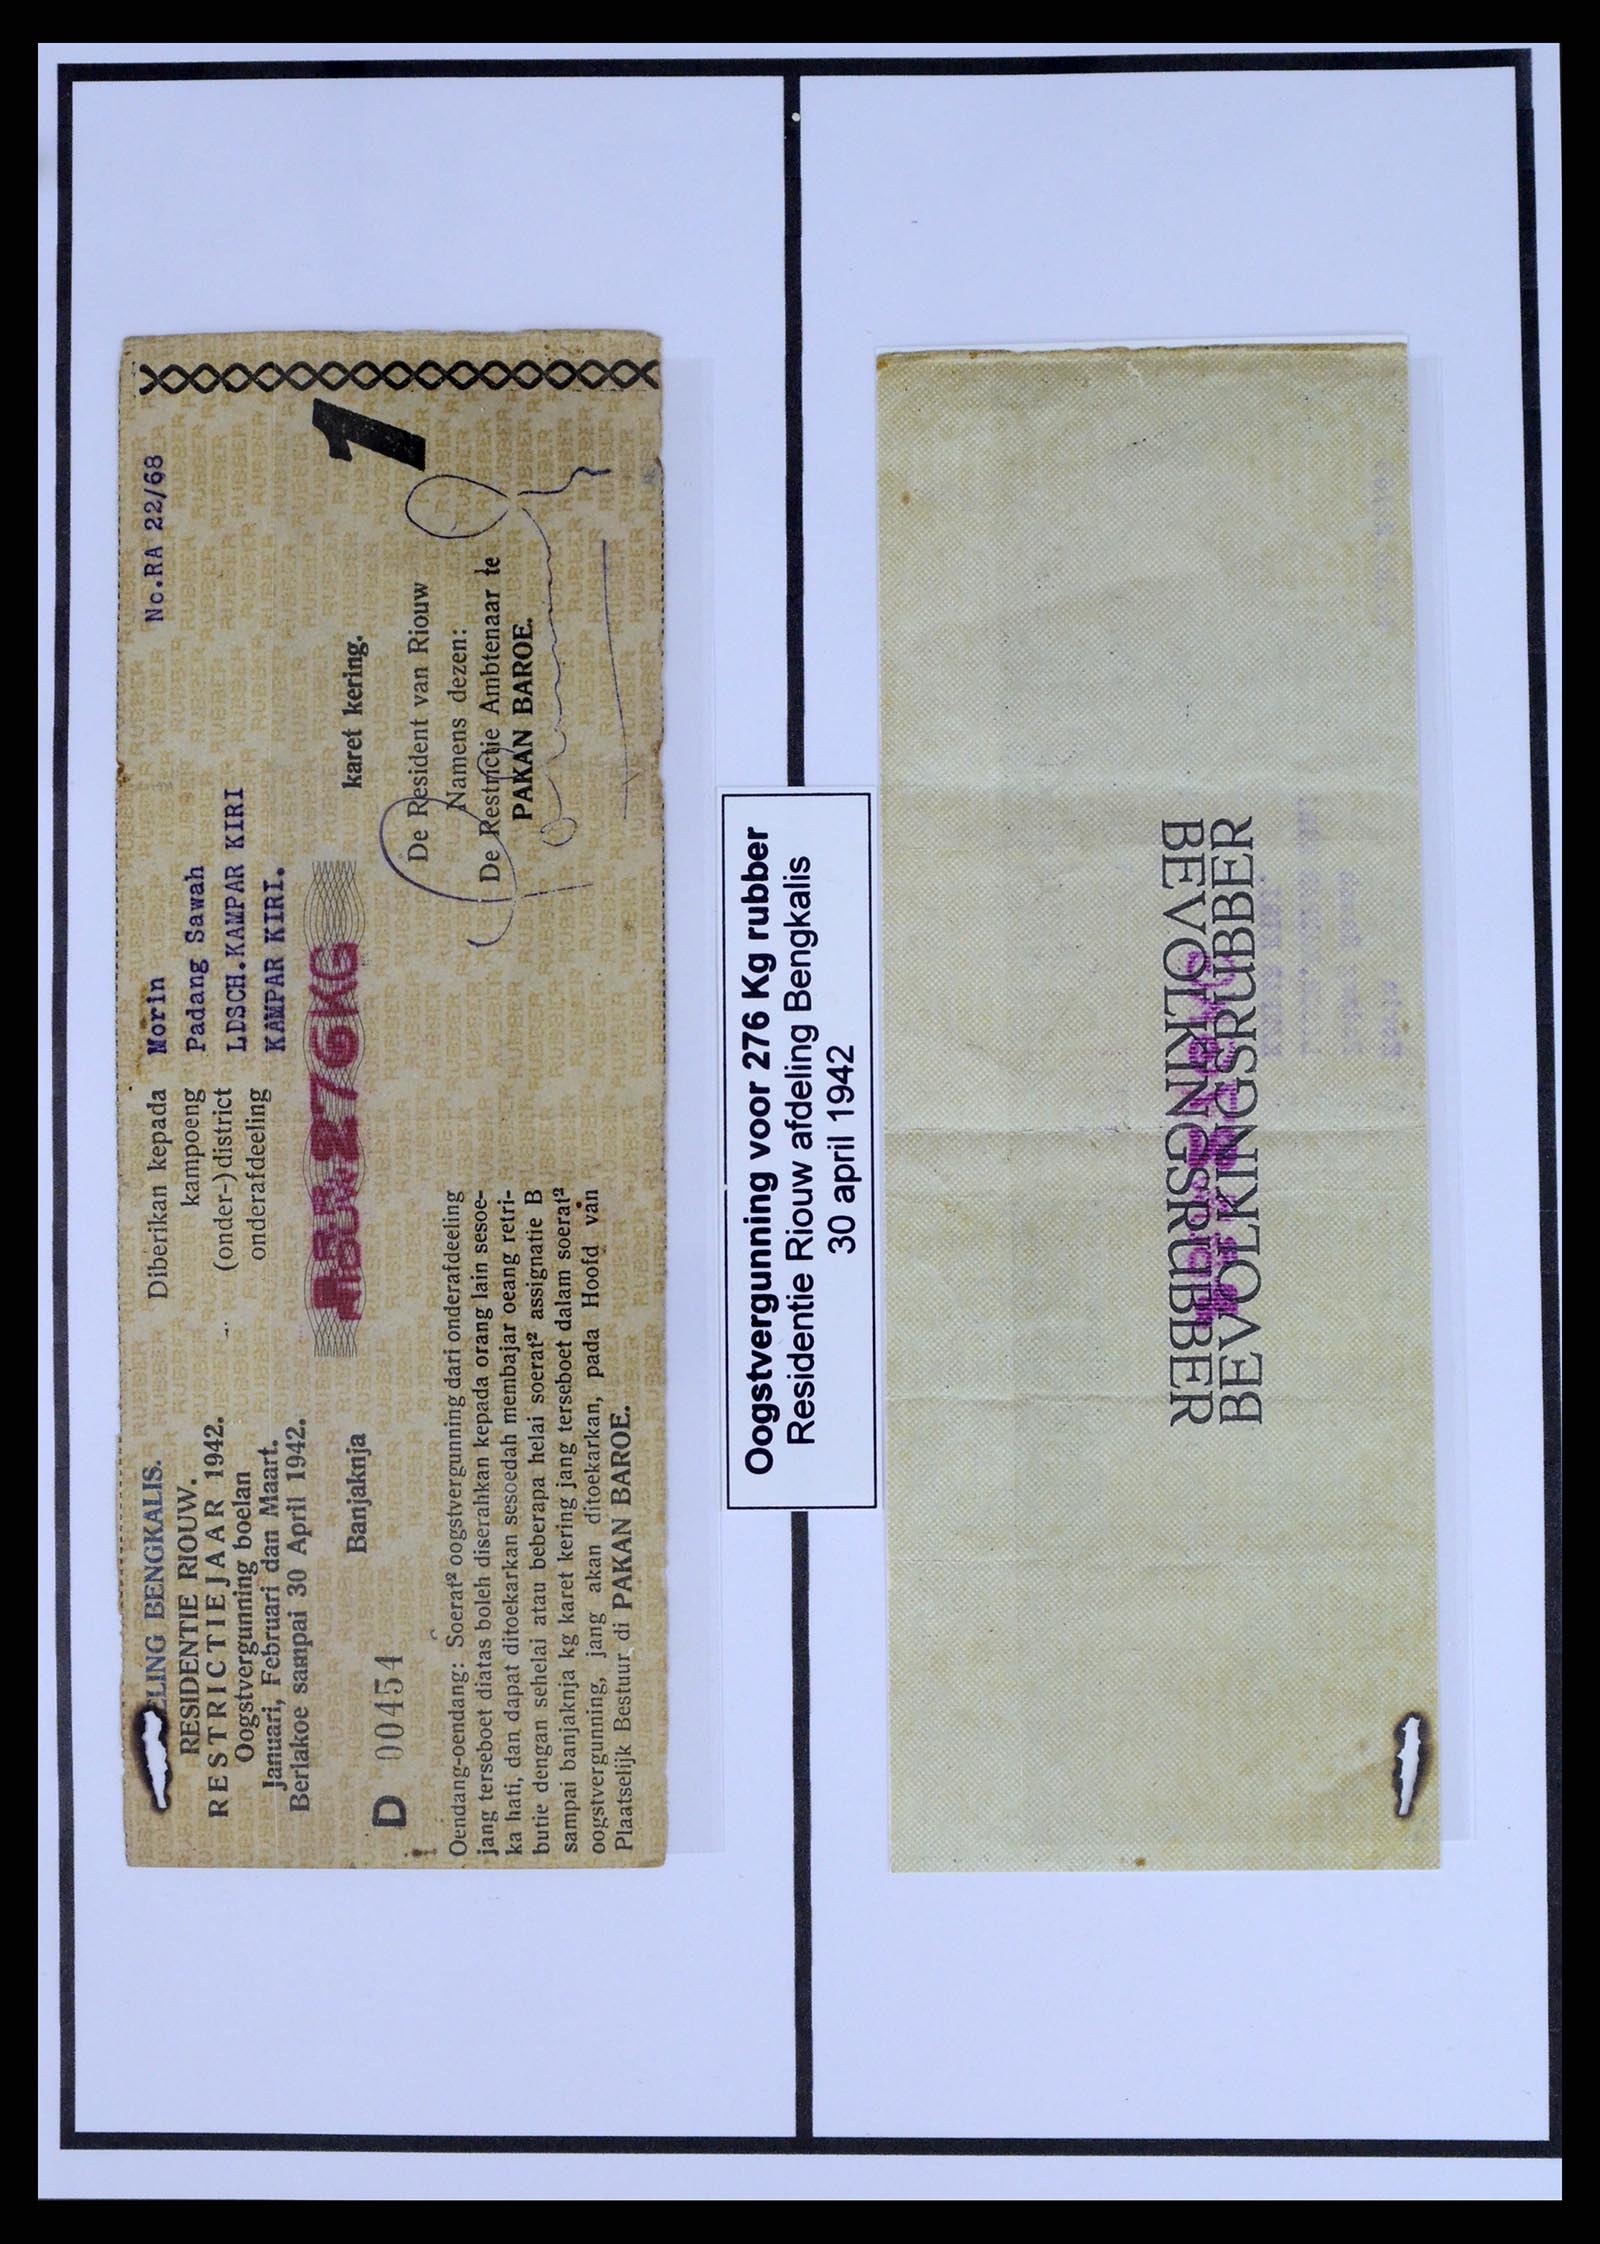 ELING BENGKALIS.
RESIDENTIE RIOUW.
RESTRICTIEJAAR 1942.
Oogstvergunning boelan
Januari, Februari dan Maart.
Berlakoe sampai 30 April 1942.
No.RA 22/68
Diberikan kepada Morin
kampoeng Padang Sawah
(onder-)district LDSCH.KAMPAR KIRI
onderafdeeling KAMPAR KIRI.
Banjaknja 276KG karet kering.
1
D 00454
Oendang-oendang: Soerat² oogstvergunning dari onderafdeeling
jang terseboet diatas boleh diserahkan kepada orang lain sesoe-
ka hati, dan dapat ditoekarkan sesoedah membajar oeang retri-
butie dengan sehelai atau beberapa helai soerat² assignatie B
sampai banjaknja kg karet kering jang terseboet dalam soerat²
oogstvergunning, jang akan ditoekarkan, pada Hoofd van
Plaatselijk Bestuur di PAKAN BAROE.
De Resident van Riouw
Namens dezen:
De Restrictie Ambtenaar te
PAKAN BAROE.
Oogstvergunning voor 276 Kg rubber
Residentie Riouw afdeling Bengkalis
30 april 1942
BEVOLKINGSRUBBER
BEVOLKINGSRUBBER